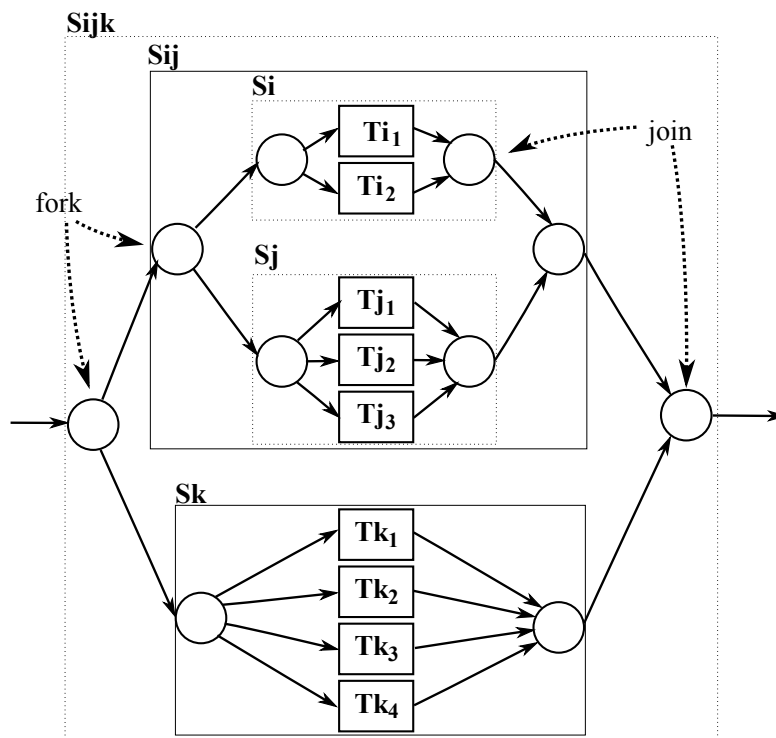 Sijk
Sij
Si
Ti1
join
Ti2
fork
Sj
Tj1
Tj2
Tj3
Sk
Tk1
Tk2
Tk3
Tk4